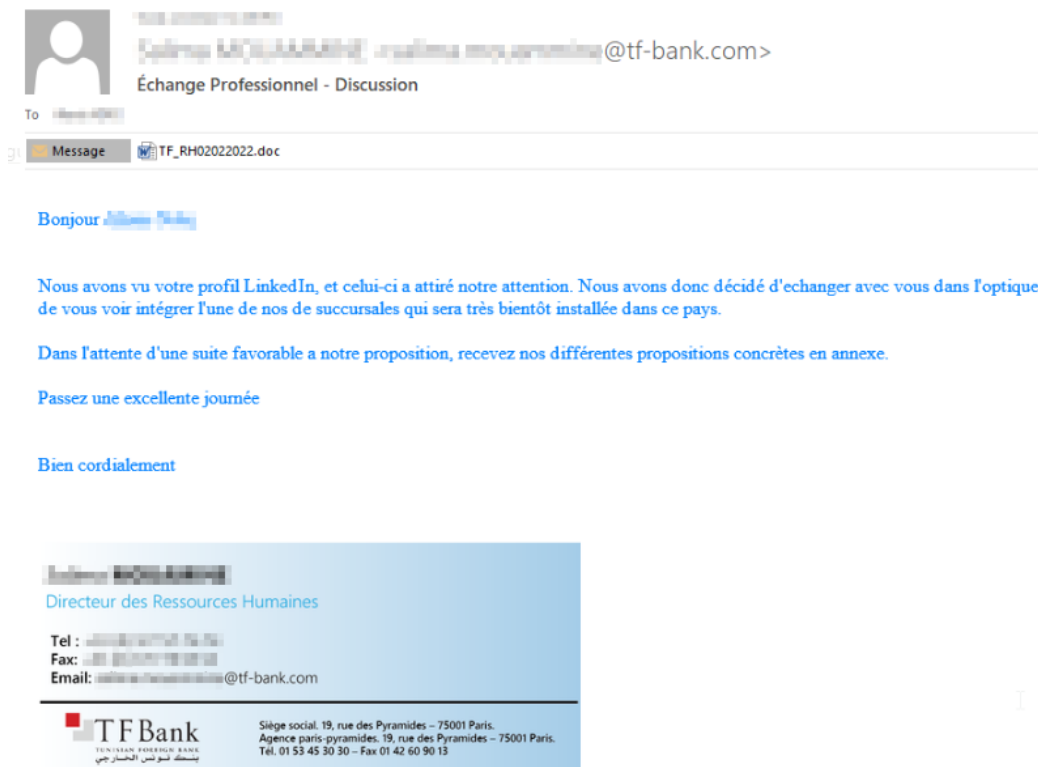 @tf-bank.com>
Échange Professionnel - Discussion
To
Message TF_RH02022022.doc
Bonjour
Nous avons vu votre profil LinkedIn, et celui-ci a attiré notre attention. Nous avons donc décidé d'echanger avec vous dans l'optique
de vous voir intégrer l'une de nos de succursales qui sera très bientôt installée dans ce pays.
Dans l'attente d'une suite favorable a notre proposition, recevez nos différentes propositions concrètes en annexe.
Passez une excellente journée
Bien cordialement
Directeur des Ressources Humaines
Tel :
Fax:
Email: @tf-bank.com
TFBank
TUNISIAN FOREIGN BANK
بنك تونس الخارجي
Siège social. 19, rue des Pyramides – 75001 Paris.
Agence paris-pyramides. 19, rue des Pyramides – 75001 Paris.
Tél. 01 53 45 30 30 – Fax 01 42 60 90 13